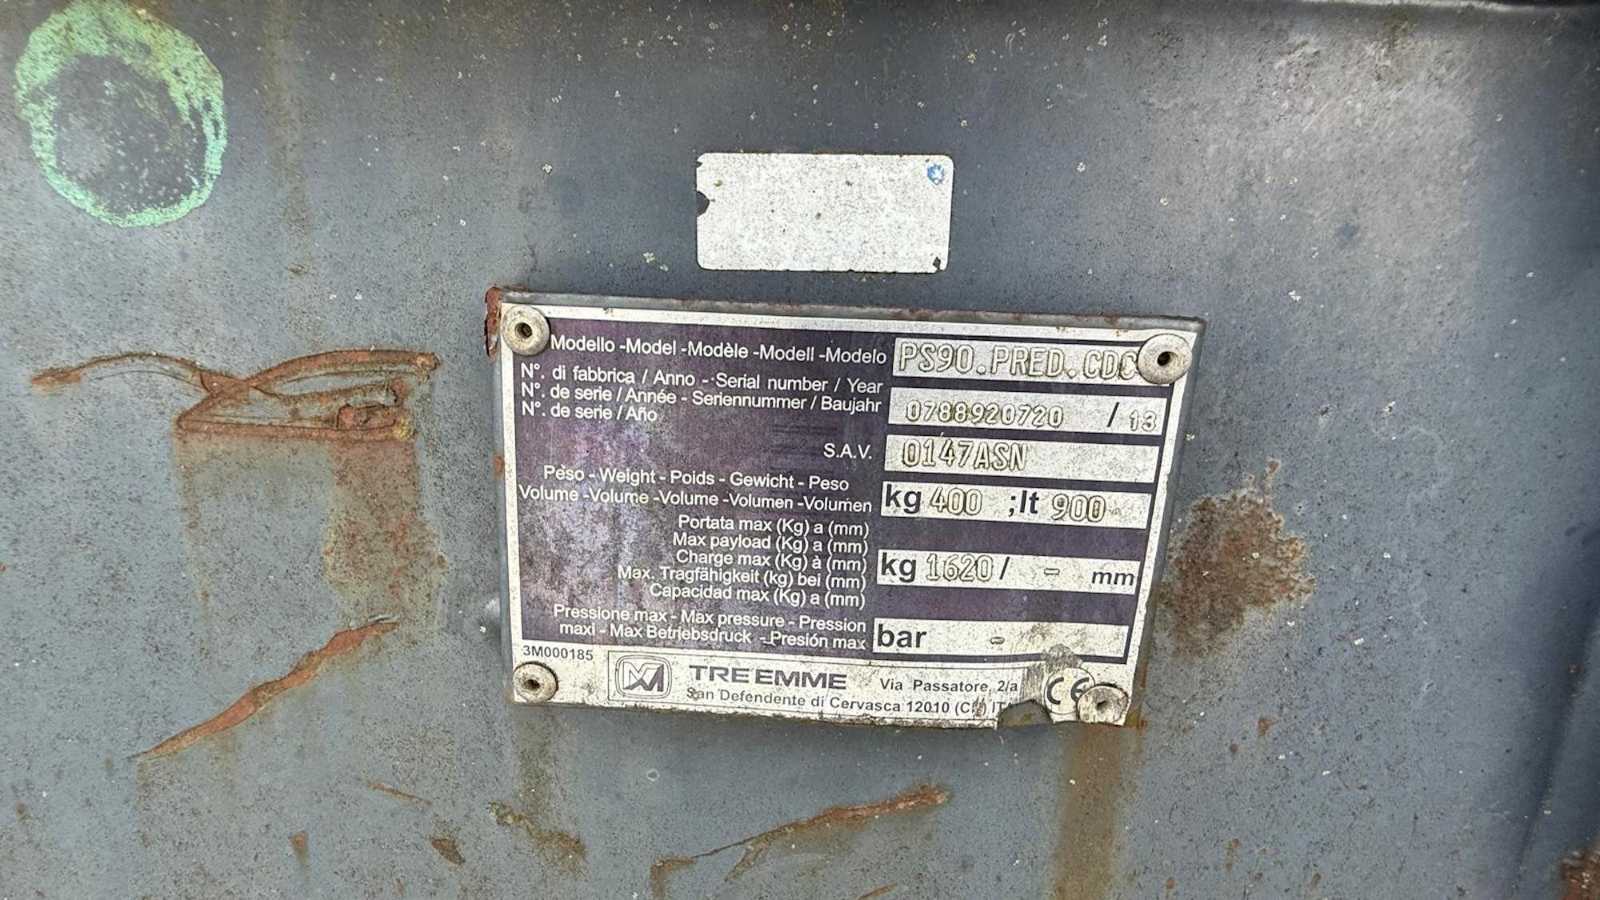 Modello -Model -Modèle -Modell -Modelo PS90.PRED.CDC
N°. di fabbrica / Anno - Serial number / Year
N°. de serie / Année - Seriennummer / Baujahr 0788920720 / 13
N°. de serie / Año
S.A.V. 0147ASN
Peso - Weight - Poids - Gewicht - Peso
Volume -Volume -Volume -Volumen -Volumen kg 400 ;lt 900
Portata max (Kg) a (mm)
Max payload (Kg) a (mm)
Charge max (Kg) à (mm) kg 1620 / - mm
Max. Tragfähigkeit (kg) bei (mm)
Capacidad max (Kg) a (mm)
Pressione max - Max pressure - Pression
maxi - Max Betriebsdruck - Presión max bar -
3M000185
TRE EMME Via Passatore, 2/a CE
San Defendente di Cervasca 12010